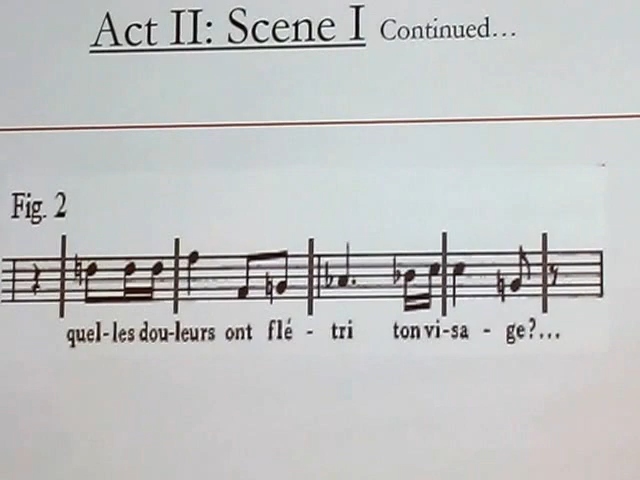 Act II: Scene I Continued...
Fig. 2
quel-les dou-leurs ont flé - tri ton vi-sa - ge?...